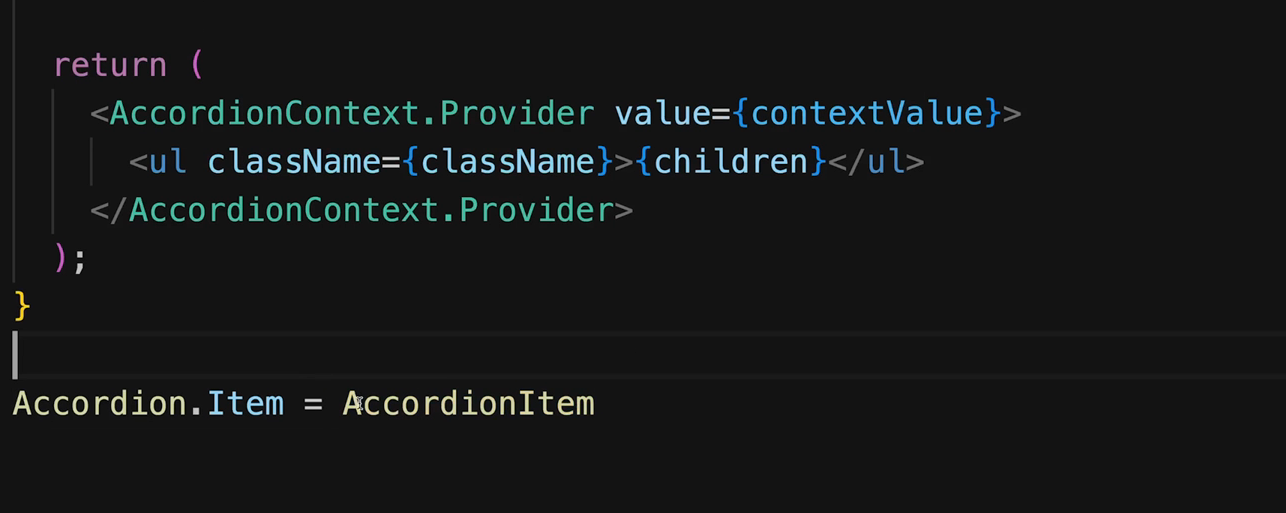 return (
<AccordionContext.Provider value={contextValue}>
<ul className={className}>{children}</ul>
</AccordionContext.Provider>
);
}
Accordion.Item = AccordionItem